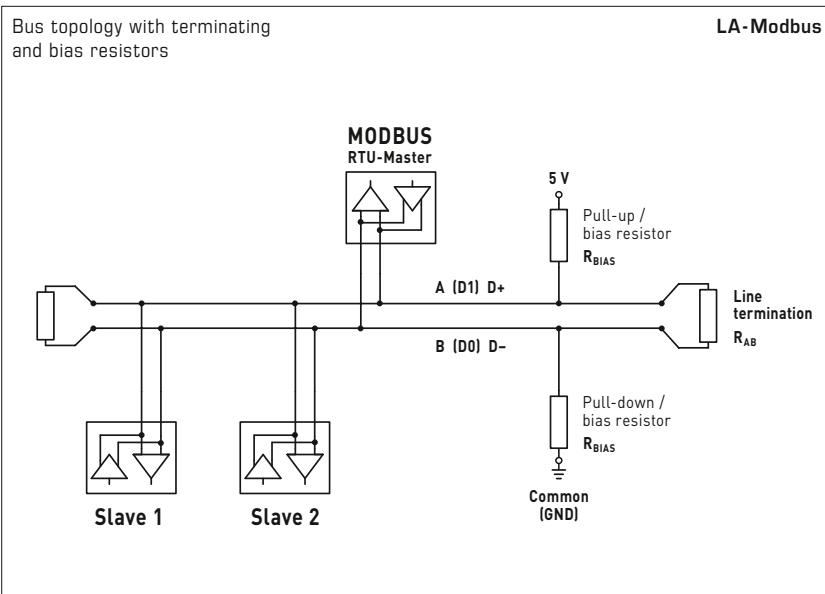 Bus topology with terminating
and bias resistors
LA-Modbus
MODBUS
RTU-Master
5 V
Pull-up /
bias resistor
RBIAS
A (D1) D+
Line
termination
RAB
B (D0) D−
Pull-down /
bias resistor
RBIAS
Common
(GND)
Slave 1
Slave 2